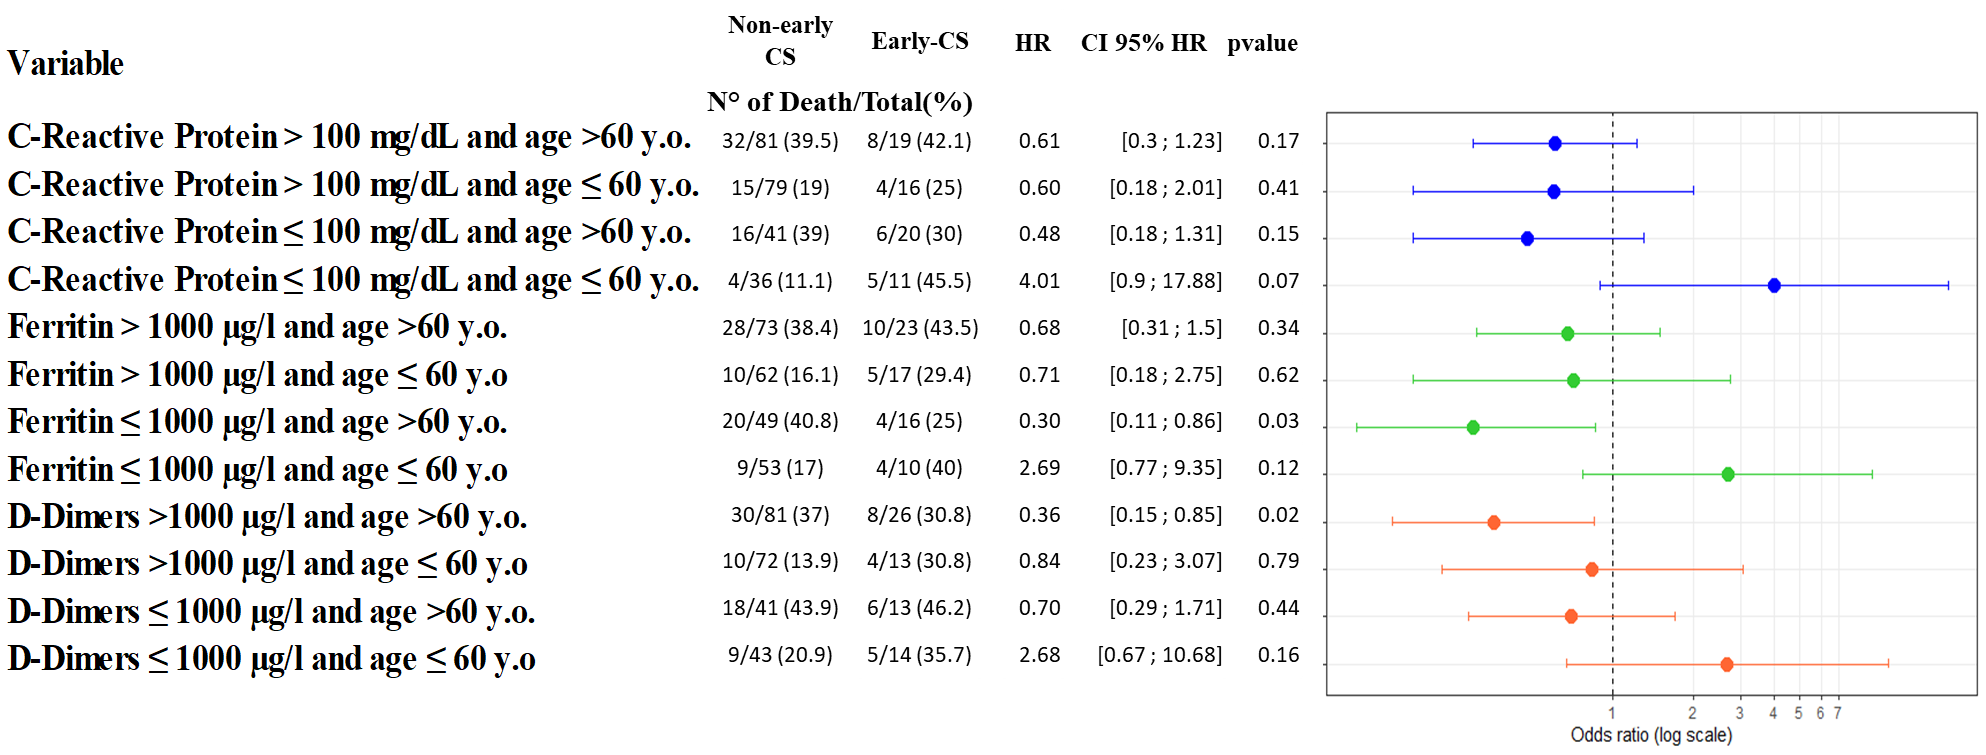 Variable Non-early CS Early-CS HR CI 95% HR pvalue
N° of Death/Total(%)
C-Reactive Protein > 100 mg/dL and age >60 y.o. 32/81 (39.5) 8/19 (42.1) 0.61 [0.3 ; 1.23] 0.17
C-Reactive Protein > 100 mg/dL and age ≤ 60 y.o. 15/79 (19) 4/16 (25) 0.60 [0.18 ; 2.01] 0.41
C-Reactive Protein ≤ 100 mg/dL and age >60 y.o. 16/41 (39) 6/20 (30) 0.48 [0.18 ; 1.31] 0.15
C-Reactive Protein ≤ 100 mg/dL and age ≤ 60 y.o. 4/36 (11.1) 5/11 (45.5) 4.01 [0.9 ; 17.88] 0.07
Ferritin > 1000 µg/l and age >60 y.o. 28/73 (38.4) 10/23 (43.5) 0.68 [0.31 ; 1.5] 0.34
Ferritin > 1000 µg/l and age ≤ 60 y.o 10/62 (16.1) 5/17 (29.4) 0.71 [0.18 ; 2.75] 0.62
Ferritin ≤ 1000 µg/l and age >60 y.o. 20/49 (40.8) 4/16 (25) 0.30 [0.11 ; 0.86] 0.03
Ferritin ≤ 1000 µg/l and age ≤ 60 y.o 9/53 (17) 4/10 (40) 2.69 [0.77 ; 9.35] 0.12
D-Dimers >1000 µg/l and age >60 y.o. 30/81 (37) 8/26 (30.8) 0.36 [0.15 ; 0.85] 0.02
D-Dimers >1000 µg/l and age ≤ 60 y.o 10/72 (13.9) 4/13 (30.8) 0.84 [0.23 ; 3.07] 0.79
D-Dimers ≤ 1000 µg/l and age >60 y.o. 18/41 (43.9) 6/13 (46.2) 0.70 [0.29 ; 1.71] 0.44
D-Dimers ≤ 1000 µg/l and age ≤ 60 y.o 9/43 (20.9) 5/14 (35.7) 2.68 [0.67 ; 10.68] 0.16
1 2 3 4 5 6 7
Odds ratio (log scale)